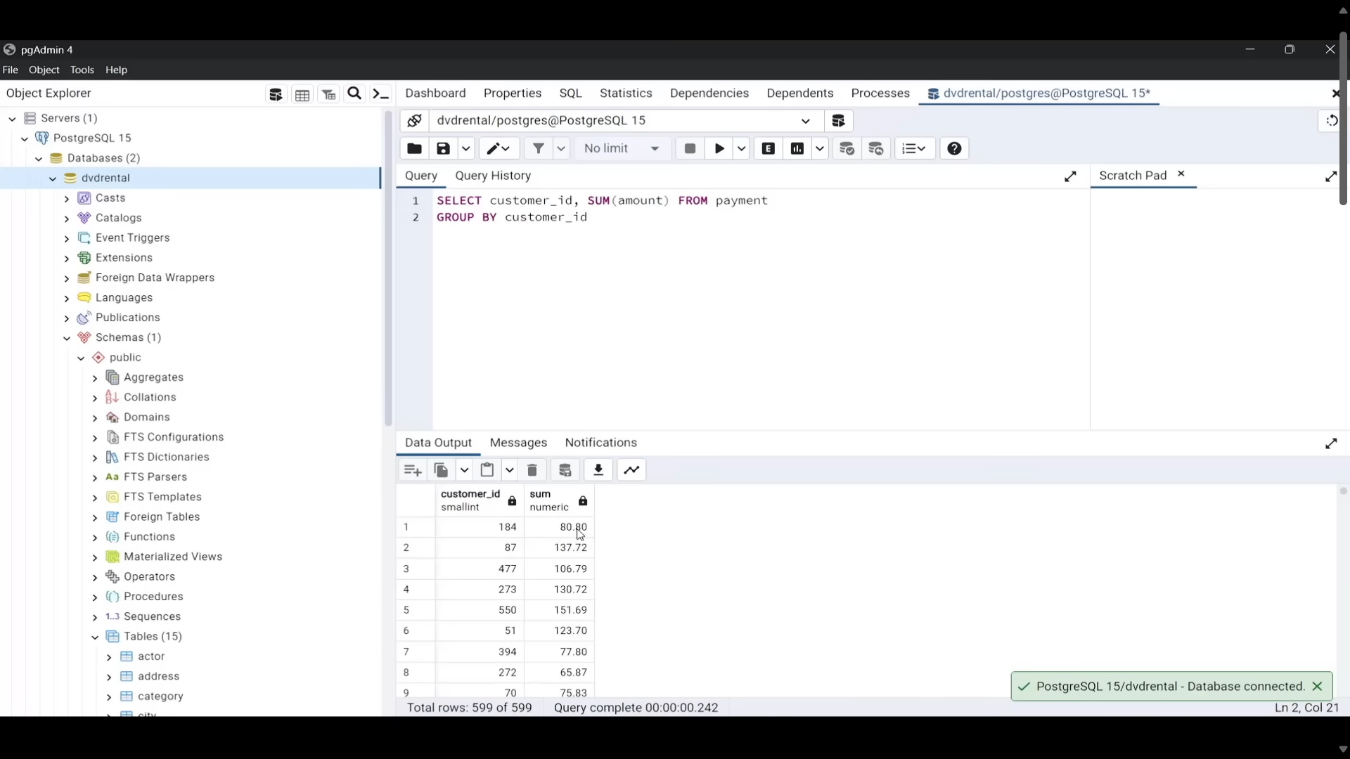 pgAdmin 4
File Object Tools Help
Object Explorer
Dashboard Properties SQL Statistics Dependencies Dependents Processes dvdrental/postgres@PostgreSQL 15*
Servers (1)
PostgreSQL 15
Databases (2)
dvdrental
Casts
Catalogs
Event Triggers
Extensions
Foreign Data Wrappers
Languages
Publications
Schemas (1)
public
Aggregates
Collations
Domains
FTS Configurations
FTS Dictionaries
Aa FTS Parsers
FTS Templates
Foreign Tables
Functions
Materialized Views
Operators
Procedures
1..3 Sequences
Tables (15)
actor
address
category
city
dvdrental/postgres@PostgreSQL 15
No limit
E
Query Query History
Scratch Pad
1 SELECT customer_id, SUM(amount) FROM payment
2 GROUP BY customer_id
Data Output Messages Notifications
customer_id sum
smallint numeric
1 184 80.80
2 87 137.72
3 477 106.79
4 273 130.72
5 550 151.69
6 51 123.70
7 394 77.80
8 272 65.87
9 70 75.83
PostgreSQL 15/dvdrental - Database connected.
Total rows: 599 of 599 Query complete 00:00:00.242 Ln 2, Col 21